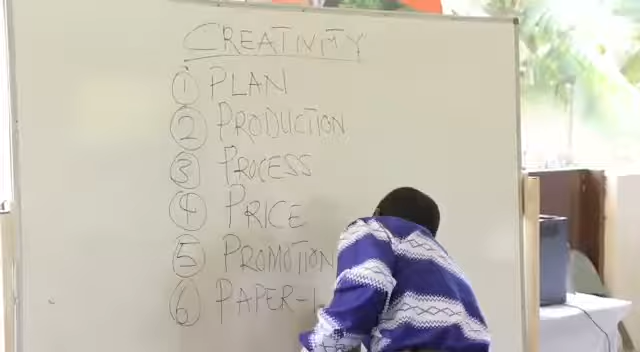 CREATIVITY
1 PLAN
2 PRODUCTION
3 PROCESS
4 PRICE
5 PROMOTION
6 PAPER-